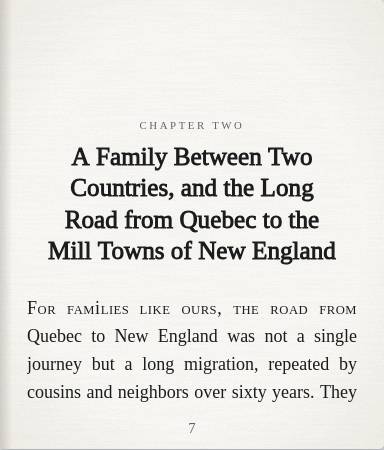 CHAPTER TWO
A Family Between Two
Countries, and the Long
Road from Quebec to the
Mill Towns of New England
For families like ours, the road from
Quebec to New England was not a single
journey but a long migration, repeated by
cousins and neighbors over sixty years. They
7